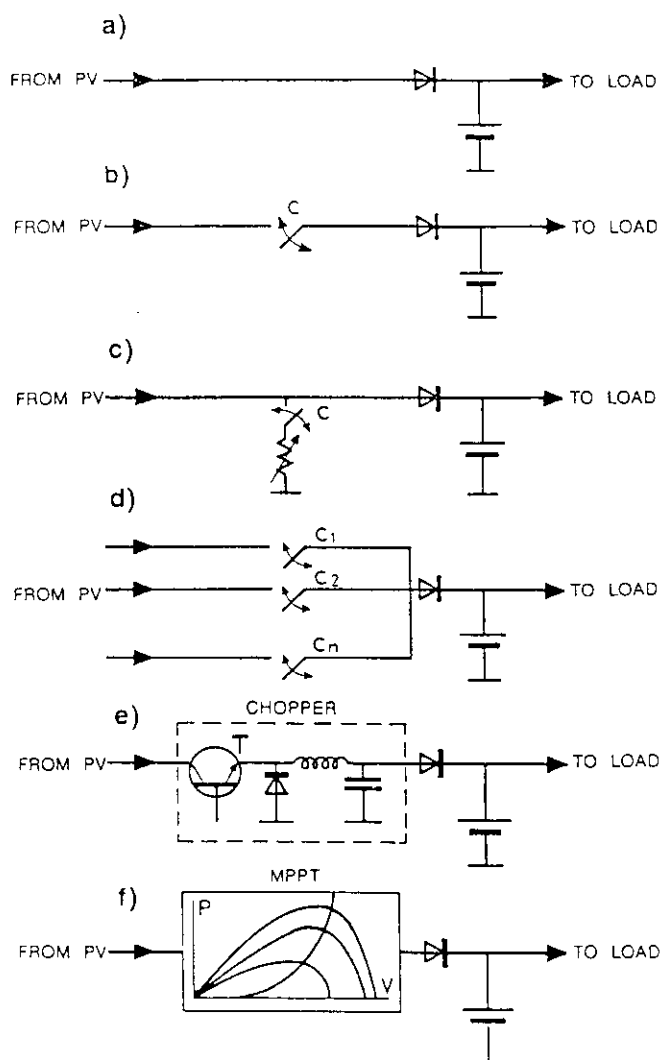 a)
FROM PV TO LOAD
b)
C
FROM PV TO LOAD
c)
FROM PV TO LOAD
C
d)
C1
FROM PV C2 TO LOAD
Cn
CHOPPER
e)
FROM PV TO LOAD
MPPT
f)
P
FROM PV TO LOAD
V